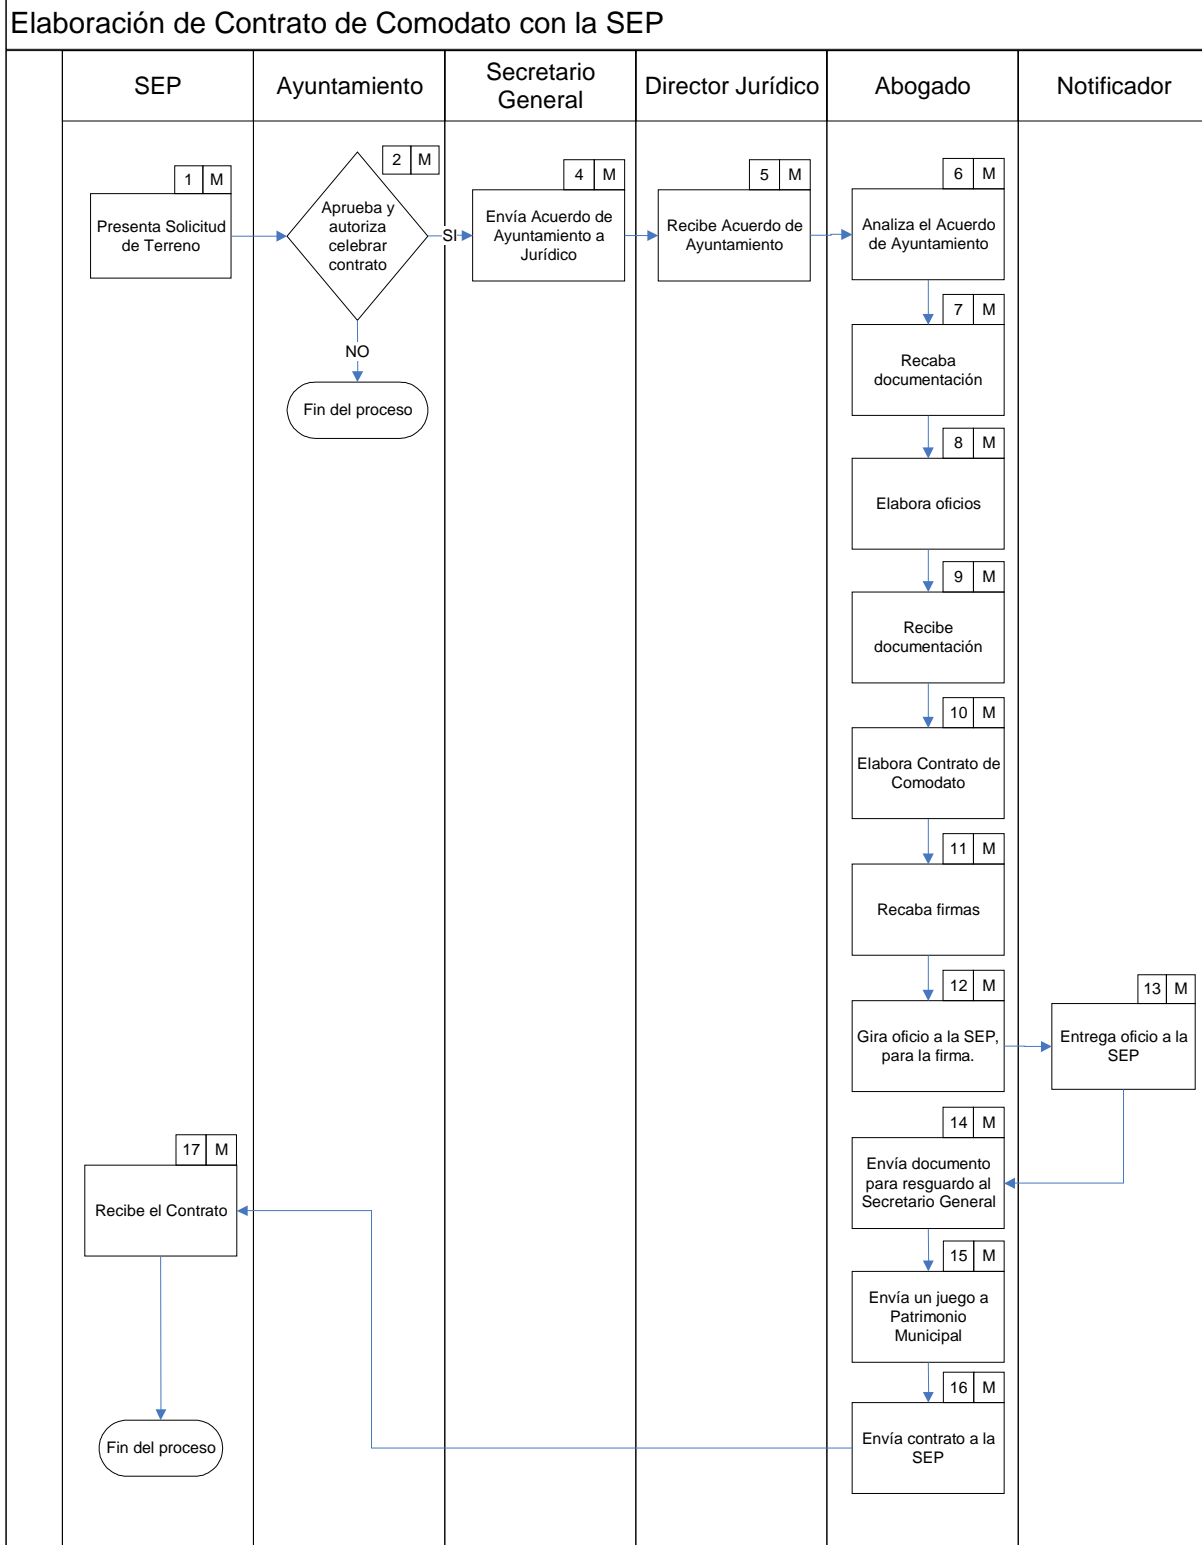 Elaboración de Contrato de Comodato con la SEP
SEP
Ayuntamiento
Secretario
General
Director Jurídico
Abogado
Notificador
1 M
Presenta Solicitud
de Terreno
2 M
Aprueba y
autoriza
celebrar
contrato
SI
NO
Fin del proceso
4 M
Envía Acuerdo de
Ayuntamiento a
Jurídico
5 M
Recibe Acuerdo de
Ayuntamiento
6 M
Analiza el Acuerdo
de Ayuntamiento
7 M
Recaba
documentación
8 M
Elabora oficios
9 M
Recibe
documentación
10 M
Elabora Contrato de
Comodato
11 M
Recaba firmas
12 M
Gira oficio a la SEP,
para la firma.
13 M
Entrega oficio a la
SEP
14 M
Envía documento
para resguardo al
Secretario General
15 M
Envía un juego a
Patrimonio
Municipal
16 M
Envía contrato a la
SEP
17 M
Recibe el Contrato
Fin del proceso